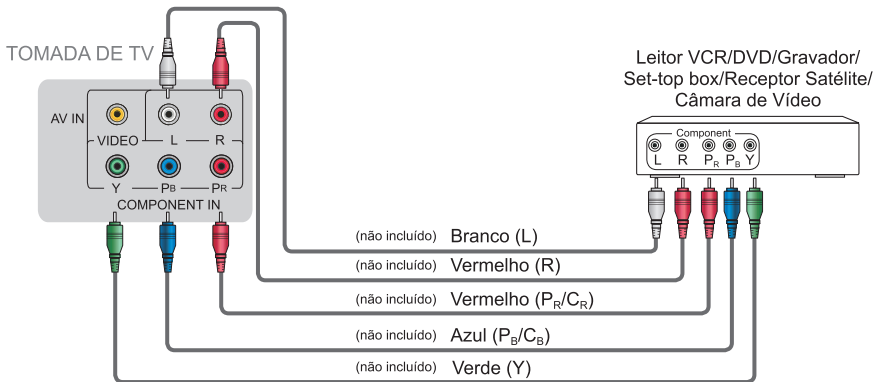 TOMADA DE TV
AV IN
VIDEO L R
Y PB PR
COMPONENT IN
Leitor VCR/DVD/Gravador/
Set-top box/Receptor Satélite/
Câmara de Vídeo
Component
L R PR PB Y
(não incluído) Branco (L)
(não incluído) Vermelho (R)
(não incluído) Vermelho (PR/CR)
(não incluído) Azul (PB/CB)
(não incluído) Verde (Y)